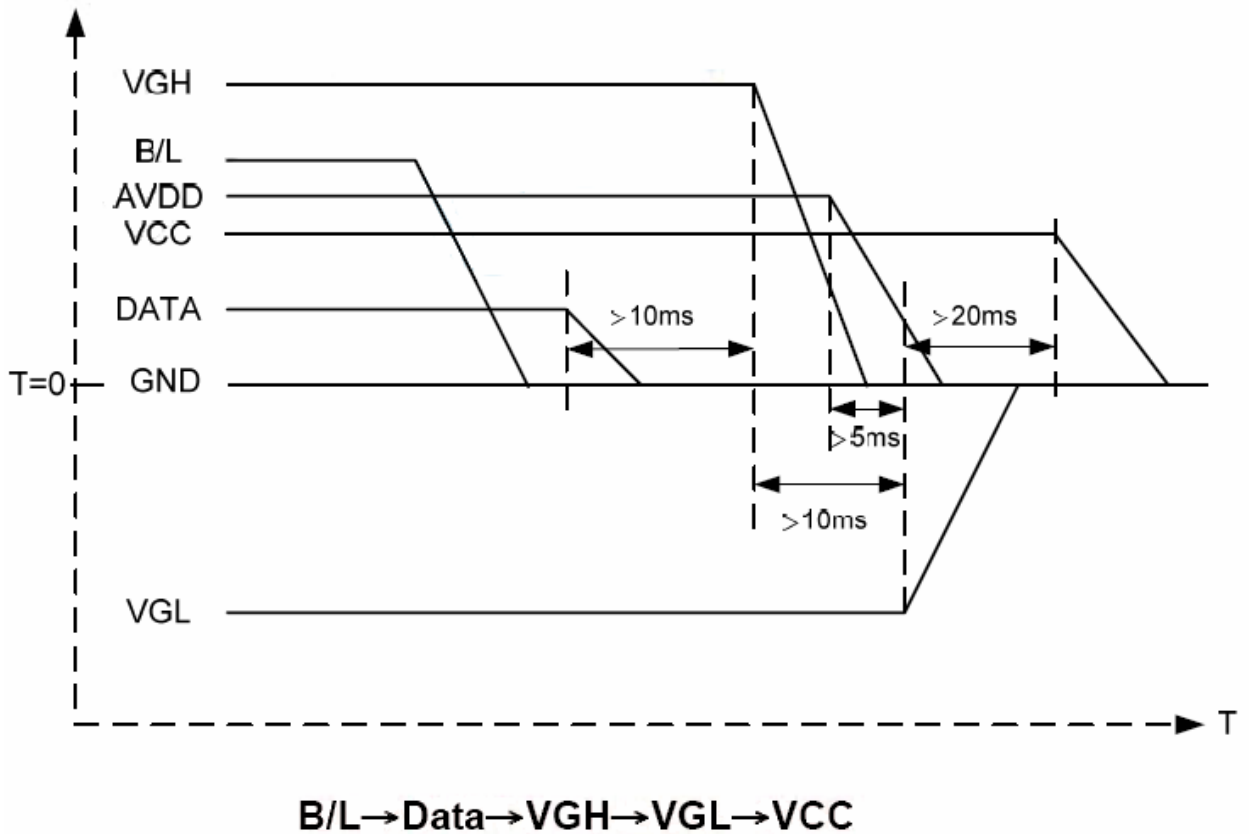 VGH
B/L
AVDD
VCC
DATA
>10ms
>20ms
T=0
GND
>5ms
>10ms
VGL
T
B/L→Data→VGH→VGL→VCC